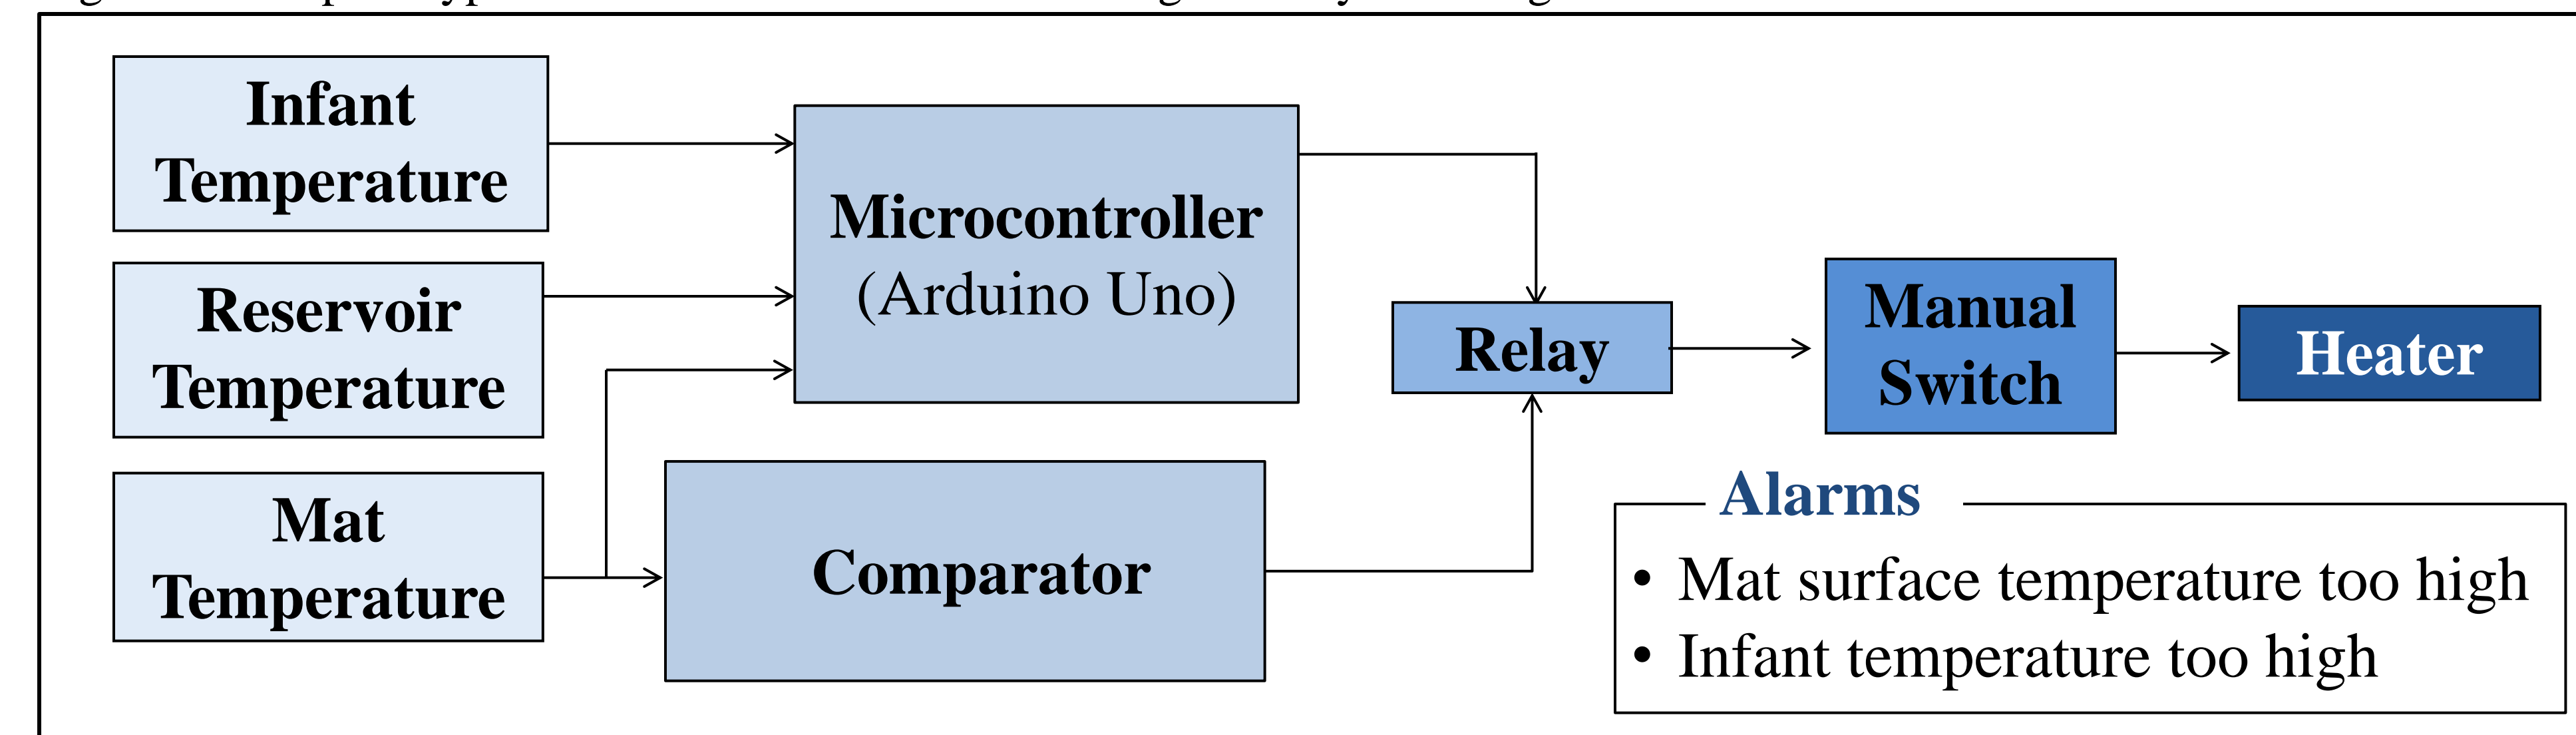 Infant
Temperature
Reservoir
Temperature
Mat
Temperature
Microcontroller
(Arduino Uno)
Comparator
Relay
Manual
Switch
Heater
Alarms
• Mat surface temperature too high
• Infant temperature too high